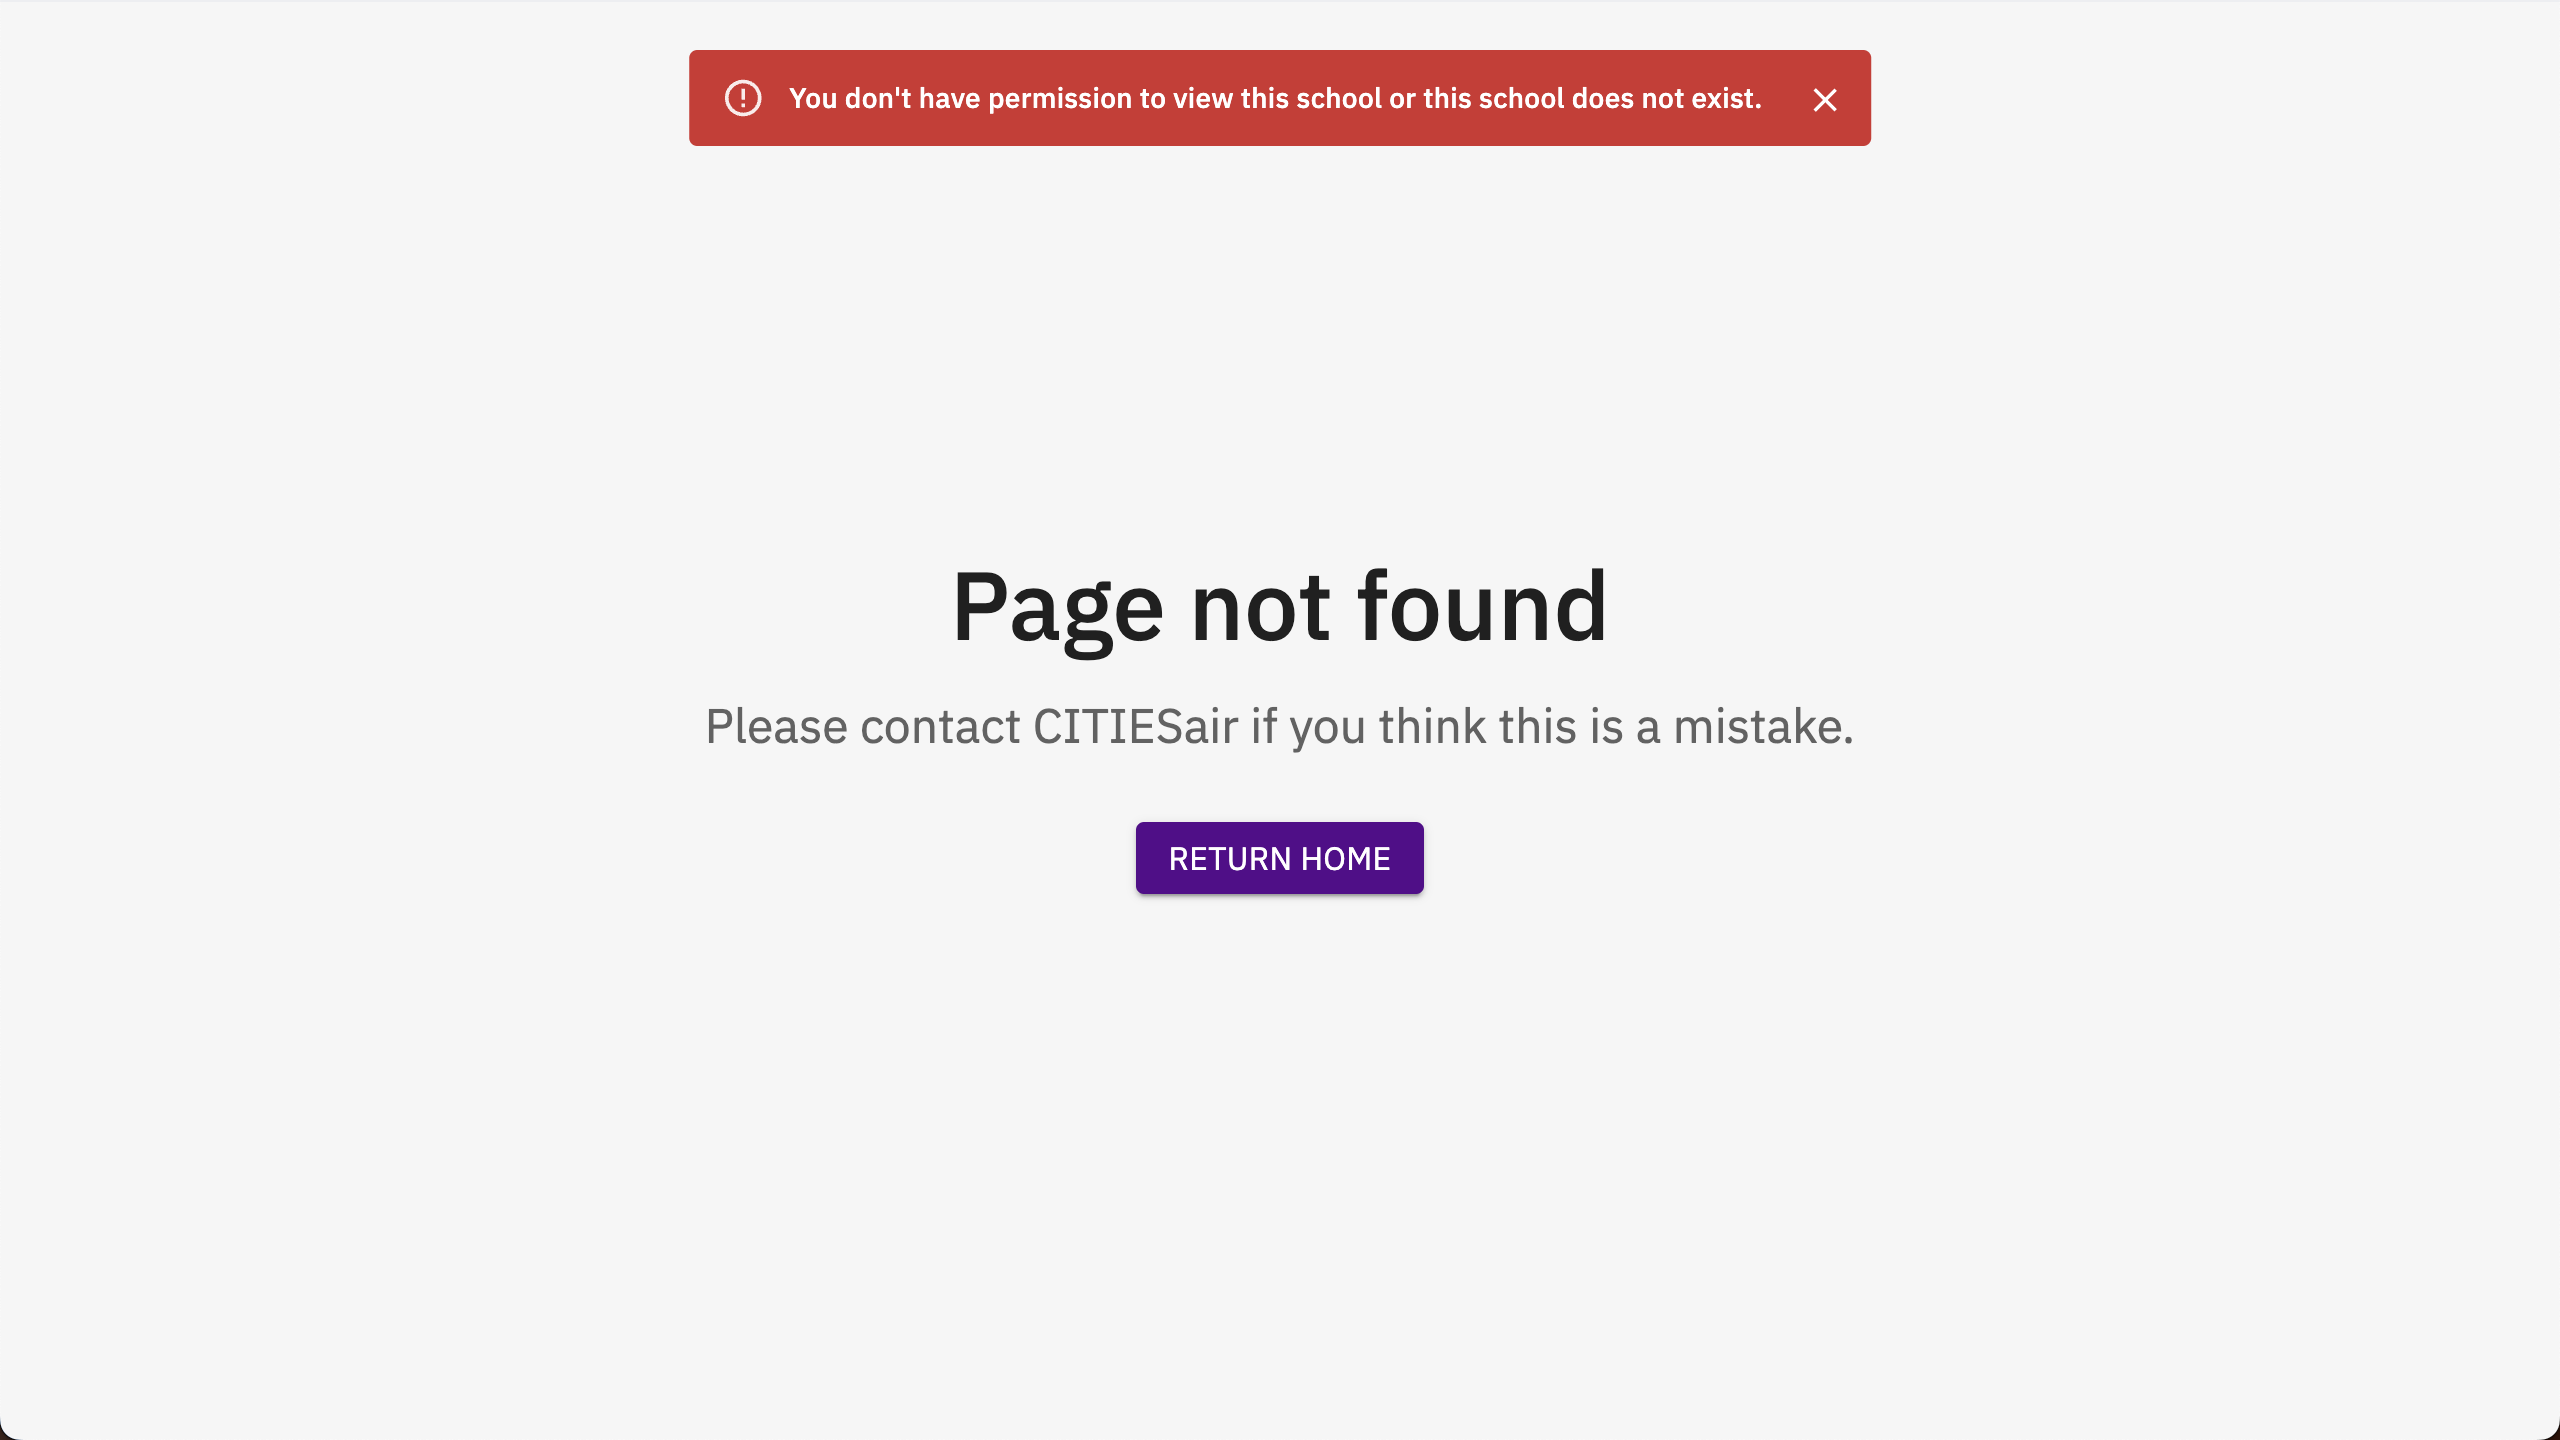 You don't have permission to view this school or this school does not exist.
Page not found
Please contact CITIESair if you think this is a mistake.
RETURN HOME